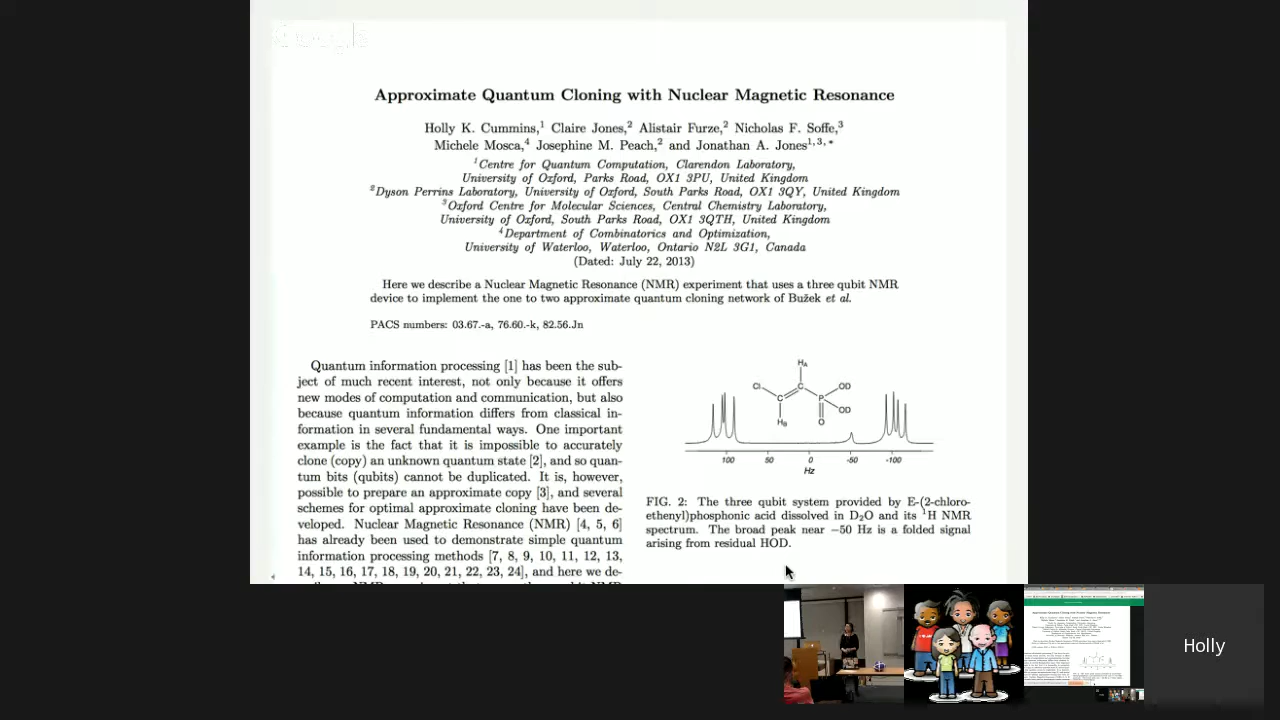 Approximate Quantum Cloning with Nuclear Magnetic Resonance
Holly K. Cummins,1 Claire Jones,2 Alistair Furze,2 Nicholas F. Soffe,3
Michele Mosca,4 Josephine M. Peach,2 and Jonathan A. Jones1,3,*
1Centre for Quantum Computation, Clarendon Laboratory,
University of Oxford, Parks Road, OX1 3PU, United Kingdom
2Dyson Perrins Laboratory, University of Oxford, South Parks Road, OX1 3QY, United Kingdom
3Oxford Centre for Molecular Sciences, Central Chemistry Laboratory,
University of Oxford, South Parks Road, OX1 3QTH, United Kingdom
4Department of Combinatorics and Optimization,
University of Waterloo, Waterloo, Ontario N2L 3G1, Canada
(Dated: July 22, 2013)
Here we describe a Nuclear Magnetic Resonance (NMR) experiment that uses a three qubit NMR
device to implement the one to two approximate quantum cloning network of Bužek et al.
PACS numbers: 03.67.-a, 76.60.-k, 82.56.Jn
Quantum information processing [1] has been the sub-
ject of much recent interest, not only because it offers
new modes of computation and communication, but also
because quantum information differs from classical in-
formation in several fundamental ways. One important
example is the fact that it is impossible to accurately
clone (copy) an unknown quantum state [2], and so quan-
tum bits (qubits) cannot be duplicated. It is, however,
possible to prepare an approximate copy [3], and several
schemes for optimal approximate cloning have been de-
veloped. Nuclear Magnetic Resonance (NMR) [4, 5, 6]
has already been used to demonstrate simple quantum
information processing methods [7, 8, 9, 10, 11, 12, 13,
14, 15, 16, 17, 18, 19, 20, 21, 22, 23, 24], and here we de-
HA
Cl C OD
C P OD
HB O
100 50 0 -50 -100
Hz
FIG. 2: The three qubit system provided by E-(2-chloro-
ethenyl)phosphonic acid dissolved in D2O and its 1H NMR
spectrum. The broad peak near −50 Hz is a folded signal
arising from residual HOD.
Holly